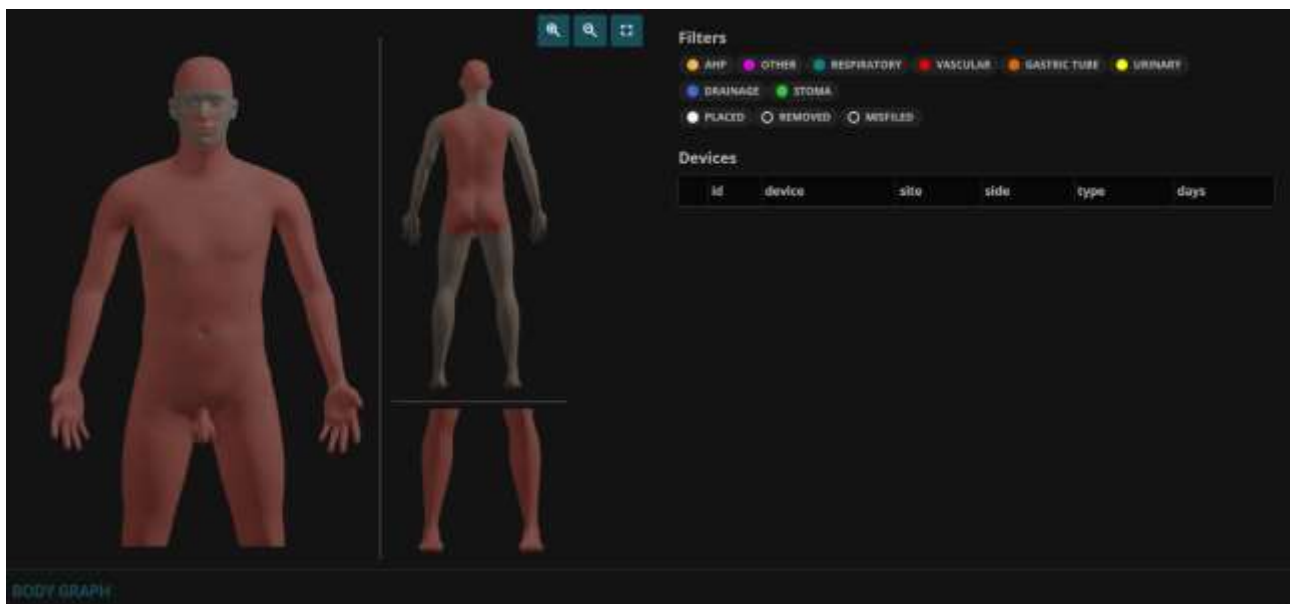 Filters
AHP OTHER RESPIRATORY VASCULAR GASTRIC TUBE URINARY
DRAINAGE STOMA
PLACED REMOVED MISFILED
Devices
id device site side type days
BODY GRAPH